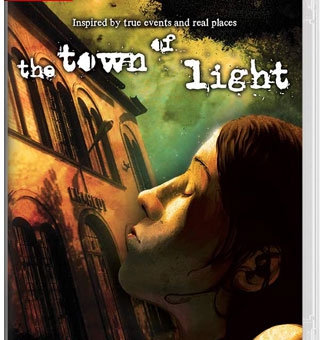 Inspired by true events and real places
the town of
light